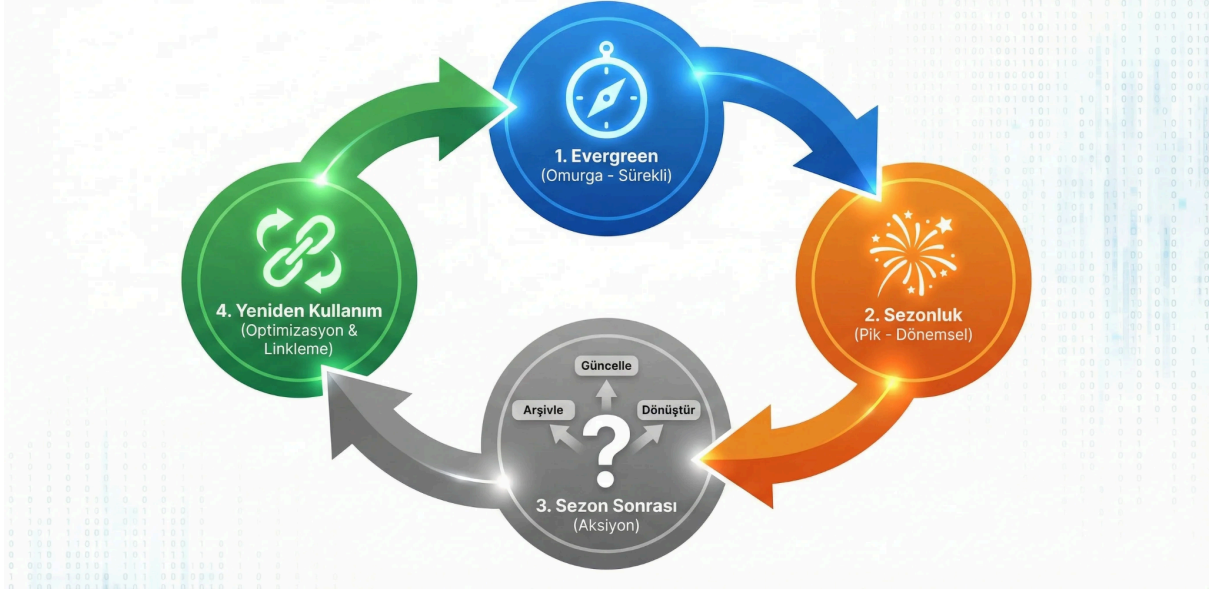 1. Evergreen
(Omurga - Sürekli)
2. Sezonluk
(Pik - Dönemsel)
Güncelle
Arşivle
Dönüştür
?
3. Sezon Sonrası
(Aksiyon)
4. Yeniden Kullanım
(Optimizasyon &
Linkleme)